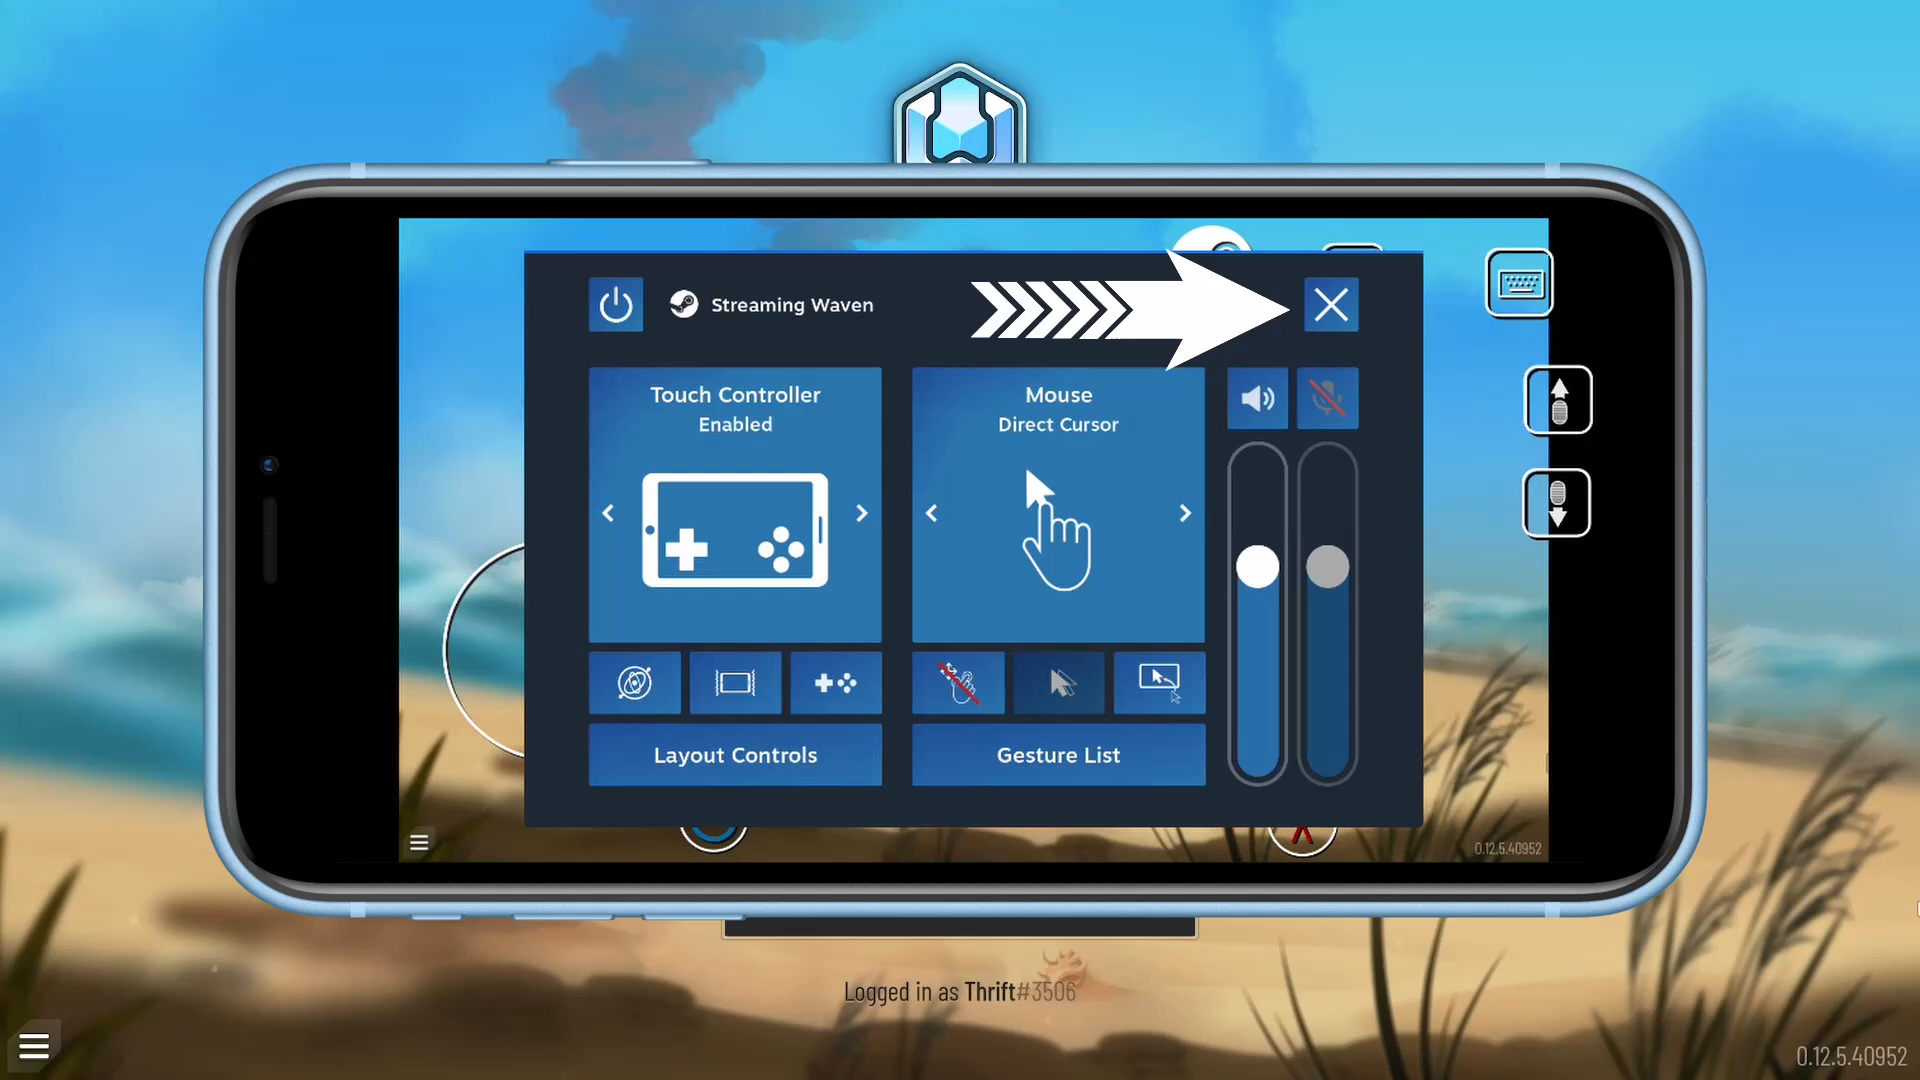 Streaming Waven
Touch Controller
Enabled
Mouse
Direct Cursor
Layout Controls
Gesture List
0.12.5.40952
Logged in as Thrift#3506
0.12.5.40952